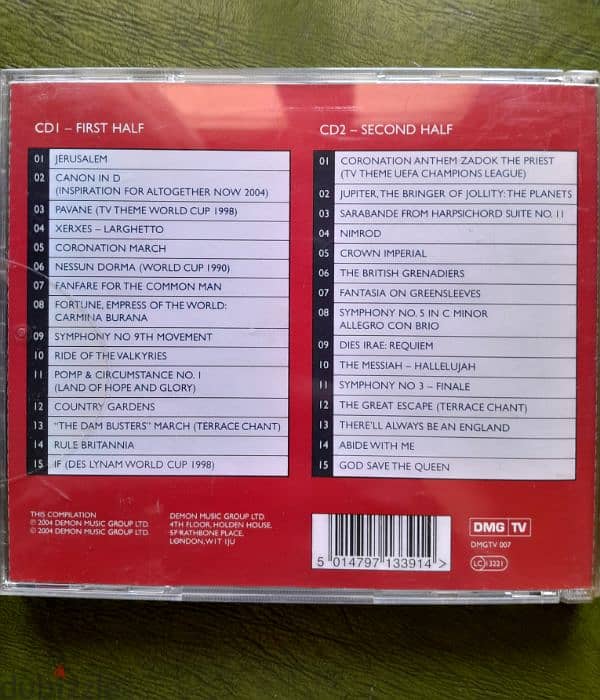 CD1 – FIRST HALF
01 JERUSALEM
02 CANON IN D
(INSPIRATION FOR ALTOGETHER NOW 2004)
03 PAVANE (TV THEME WORLD CUP 1998)
04 XERXES – LARGHETTO
05 CORONATION MARCH
06 NESSUN DORMA (WORLD CUP 1990)
07 FANFARE FOR THE COMMON MAN
08 FORTUNE, EMPRESS OF THE WORLD:
CARMINA BURANA
09 SYMPHONY NO 9TH MOVEMENT
10 RIDE OF THE VALKYRIES
11 POMP & CIRCUMSTANCE NO. 1
(LAND OF HOPE AND GLORY)
12 COUNTRY GARDENS
13 "THE DAM BUSTERS" MARCH (TERRACE CHANT)
14 RULE BRITANNIA
15 IF (DES LYNAM WORLD CUP 1998)
CD2 – SECOND HALF
01 CORONATION ANTHEM ZADOK THE PRIEST
(TV THEME UEFA CHAMPIONS LEAGUE)
02 JUPITER, THE BRINGER OF JOLLITY: THE PLANETS
03 SARABANDE FROM HARPSICHORD SUITE NO. 11
04 NIMROD
05 CROWN IMPERIAL
06 THE BRITISH GRENADIERS
07 FANTASIA ON GREENSLEEVES
08 SYMPHONY NO. 5 IN C MINOR
ALLEGRO CON BRIO
09 DIES IRAE: REQUIEM
10 THE MESSIAH – HALLELUJAH
11 SYMPHONY NO 3 – FINALE
12 THE GREAT ESCAPE (TERRACE CHANT)
13 THERE'LL ALWAYS BE AN ENGLAND
14 ABIDE WITH ME
15 GOD SAVE THE QUEEN
THIS COMPILATION
℗ 2004 DEMON MUSIC GROUP LTD.
© 2004 DEMON MUSIC GROUP LTD.
DEMON MUSIC GROUP LTD.
4TH FLOOR, HOLDEN HOUSE,
57 RATHBONE PLACE,
LONDON, W1T 1JU
5 014797 133914 >
DMG TV
DMGTV 007
LC 13221
dubizzle